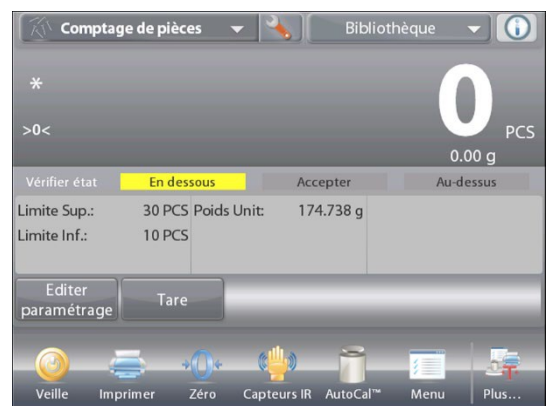 Comptage de pièces Bibliothèque
*
0
>0< PCS
0.00 g
Vérifier état En dessous Accepter Au-dessus
Limite Sup.: 30 PCS Poids Unit: 174.738 g
Limite Inf.: 10 PCS
Editer
paramétrage Tare
0
T
Veille Imprimer Zéro Capteurs IR AutoCal™ Menu Plus...